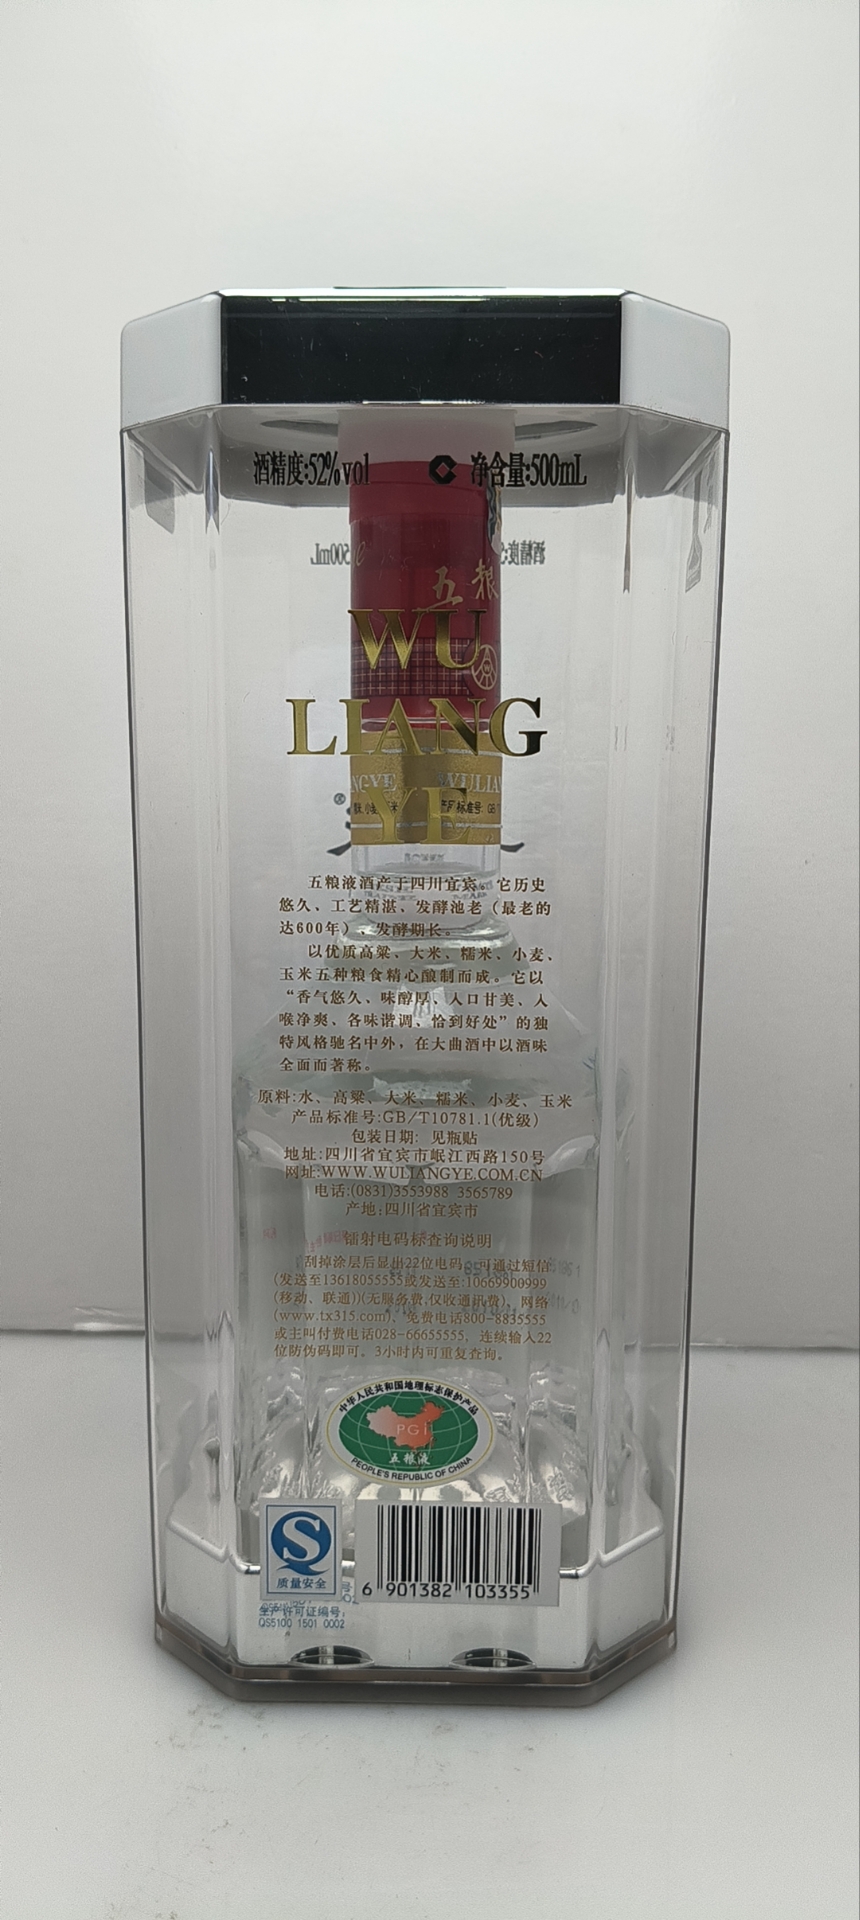 酒精度:52%vol 净含量:500mL
五粮
WU
LIANG
YE
五粮液酒产于四川宜宾。它历史
悠久、工艺精湛、发酵池老（最老的
达600年）、发酵期长。
以优质高粱、大米、糯米、小麦、
玉米五种粮食精心酿制而成。它以
“香气悠久、味醇厚、入口甘美、入
喉净爽、各味谐调、恰到好处”的独
特风格驰名中外，在大曲酒中以酒味
全面而著称。
原料:水、高粱、大米、糯米、小麦、玉米
产品标准号:GB/T10781.1(优级)
包装日期: 见瓶贴
地址:四川省宜宾市岷江西路150号
网址:WWW.WULIANGYE.COM.CN
电话:(0831)3553988 3565789
产地:四川省宜宾市
镭射电码标查询说明
刮掉涂层后显出22位电码，可通过短信
(发送至13618055555或发送至:10669900999
(移动、联通))(无服务费,仅收通讯费)、网络
(www.tx315.com)、免费电话800-8835555
或主叫付费电话028-66655555，连续输入22
位防伪码即可。3小时内可重复查询。
中华人民共和国地理标志保护产品
PGI
五粮液
PEOPLE'S REPUBLIC OF CHINA
质量安全
生产许可证编号:
QS5100 1501 0002
6 901382 103355